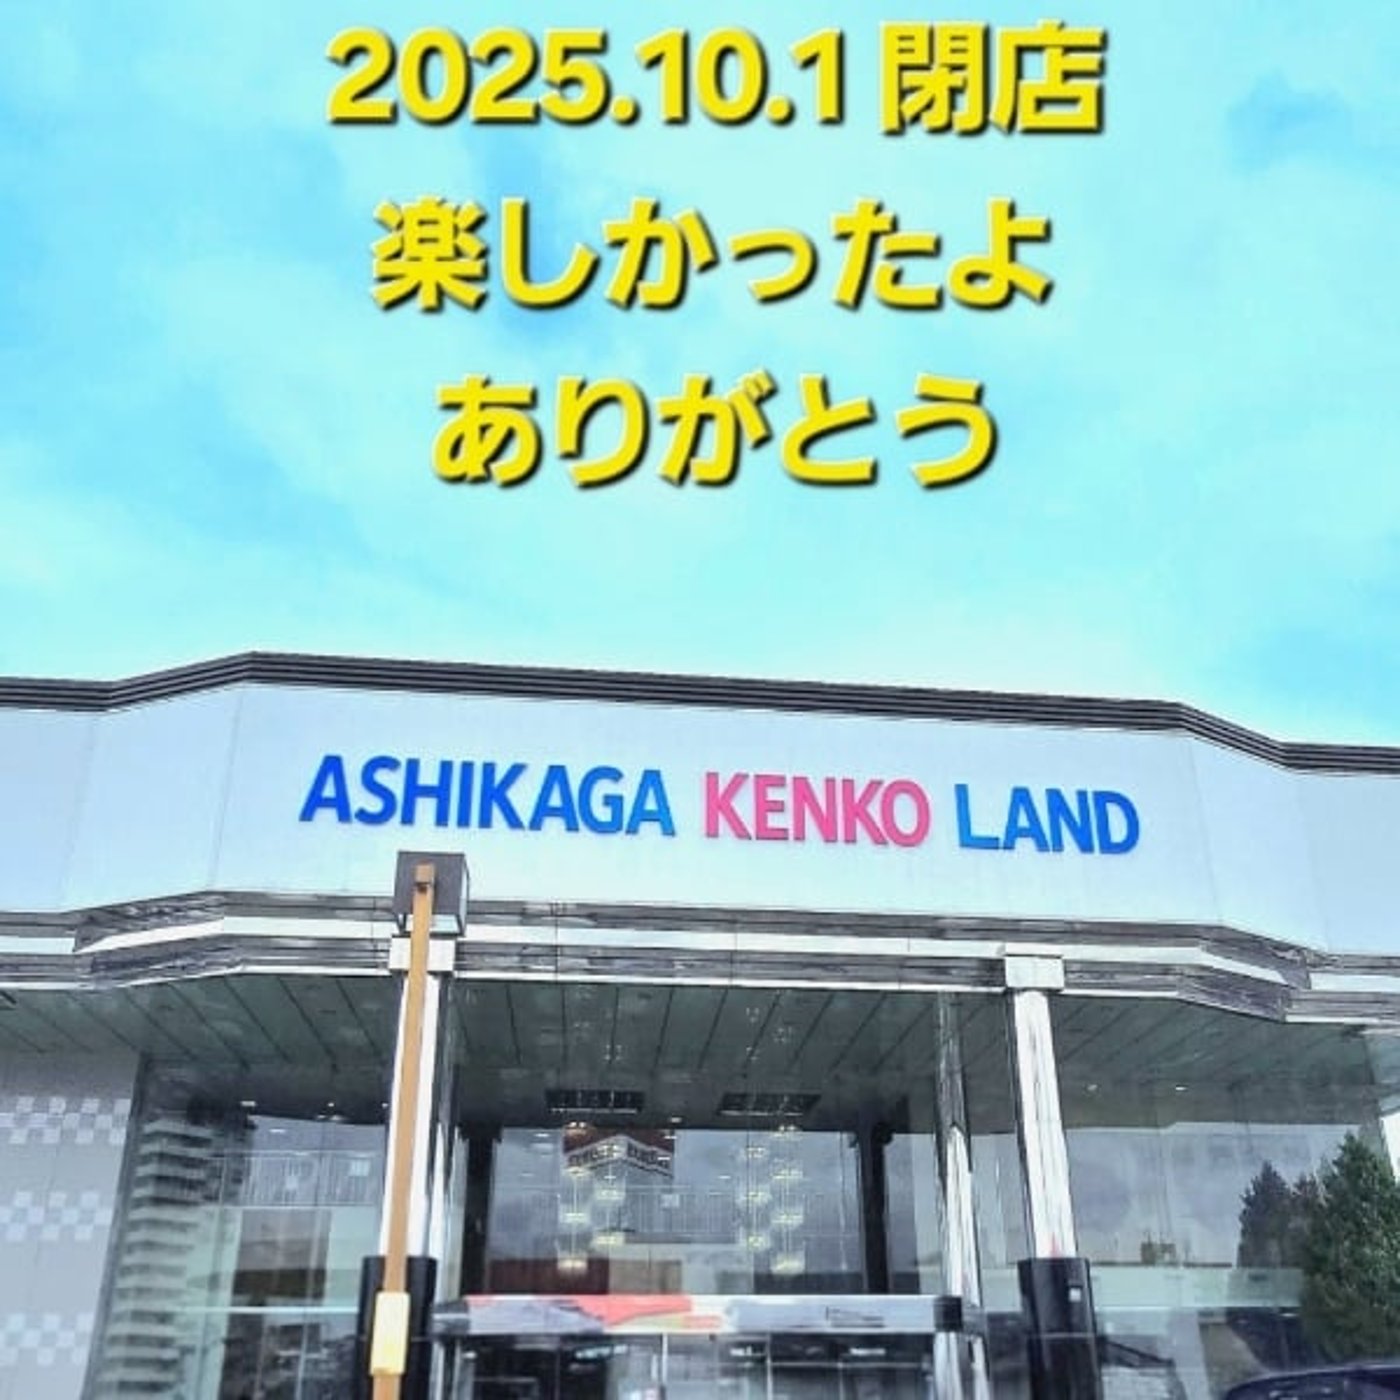 2025.10.1 閉店
楽しかったよ
ありがとう
ASHIKAGA KENKO LAND